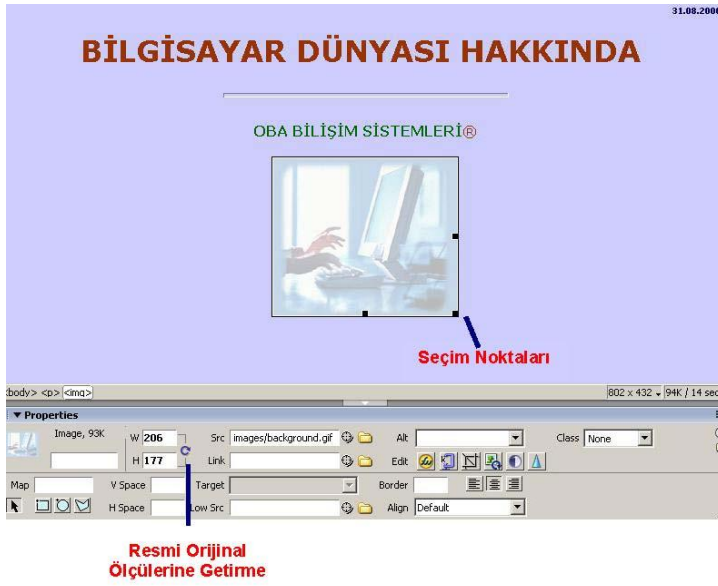 31.08.2006
BİLGİSAYAR DÜNYASI HAKKINDA
OBA BİLİŞİM SİSTEMLERİ®
Seçim Noktaları
<body> <p> <img>
802 x 432 94K / 14 sec
Properties
Image, 93K W 206 Src images/background.gif Alt Class None
H 177 Link Edit
Map V Space Target Border
H Space Low Src Align Default
Resmi Orijinal
Ölçülerine Getirme